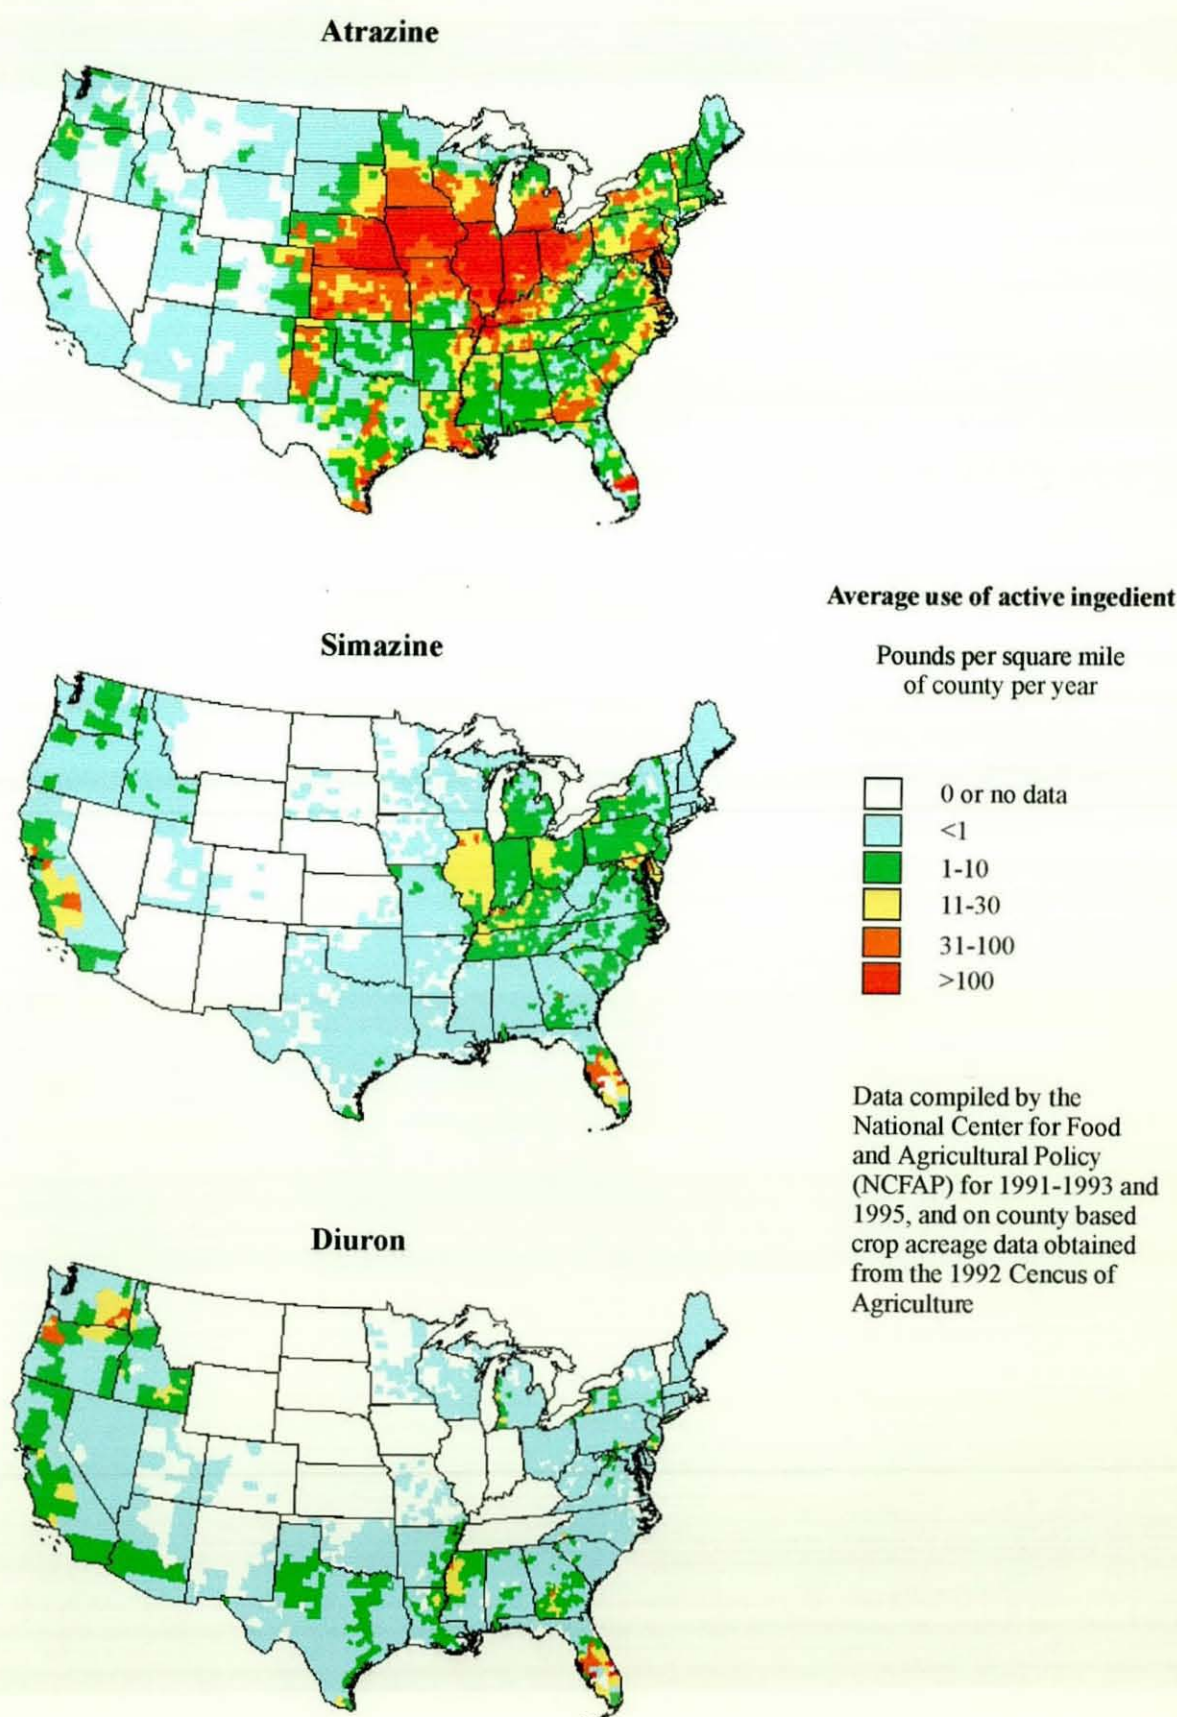 Atrazine
Simazine
Diuron
Average use of active ingedient
Pounds per square mile
of county per year
0 or no data
<1
1-10
11-30
31-100
>100
Data compiled by the
National Center for Food
and Agricultural Policy
(NCFAP) for 1991-1993 and
1995, and on county based
crop acreage data obtained
from the 1992 Cencus of
Agriculture